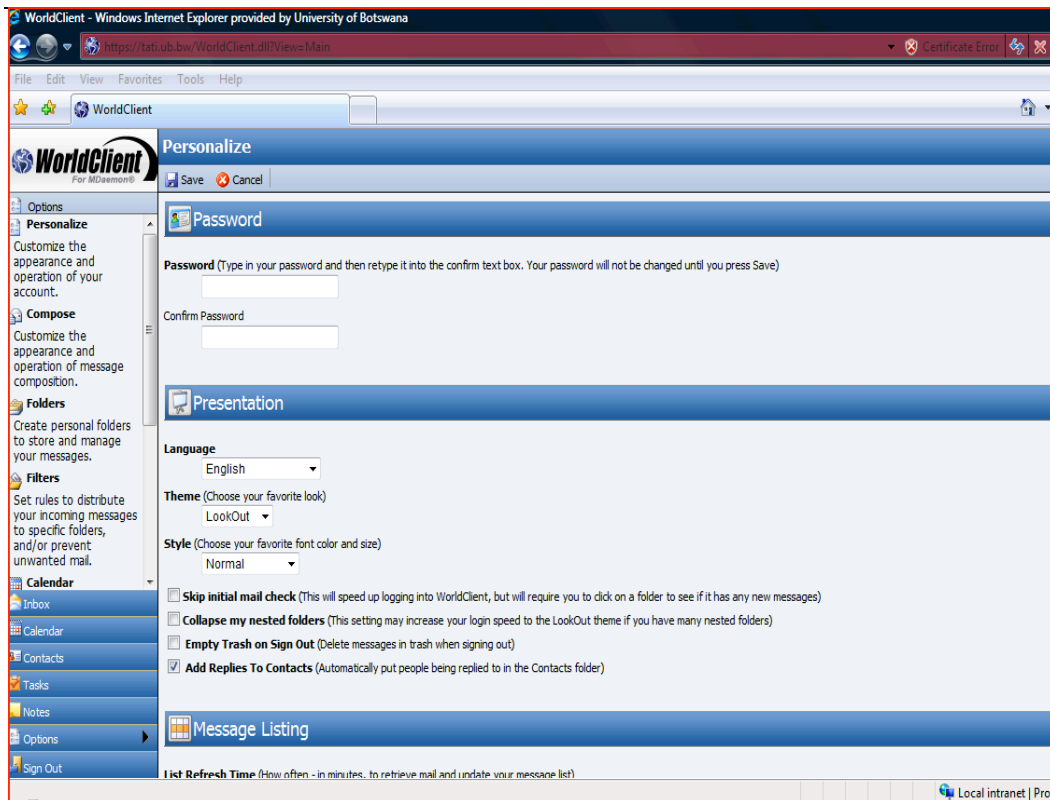 WorldClient - Windows Internet Explorer provided by University of Botswana
https://tati.ub.bw/WorldClient.dll?View=Main
Certificate Error
File Edit View Favorites Tools Help
WorldClient
WorldClient
For MDaemon®
Options
Personalize
Customize the
appearance and
operation of your
account.
Compose
Customize the
appearance and
operation of message
composition.
Folders
Create personal folders
to store and manage
your messages.
Filters
Set rules to distribute
your incoming messages
to specific folders,
and/or prevent
unwanted mail.
Calendar
Inbox
Calendar
Contacts
Tasks
Notes
Options
Sign Out
Personalize
Save Cancel
Password
Password (Type in your password and then retype it into the confirm text box. Your password will not be changed until you press Save)
Confirm Password
Presentation
Language
English
Theme (Choose your favorite look)
LookOut
Style (Choose your favorite font color and size)
Normal
Skip initial mail check (This will speed up logging into WorldClient, but will require you to click on a folder to see if it has any new messages)
Collapse my nested folders (This setting may increase your login speed to the LookOut theme if you have many nested folders)
Empty Trash on Sign Out (Delete messages in trash when signing out)
Add Replies To Contacts (Automatically put people being replied to in the Contacts folder)
Message Listing
List Refresh Time (How often - in minutes, to retrieve mail and update your message list)
Local intranet | Pro